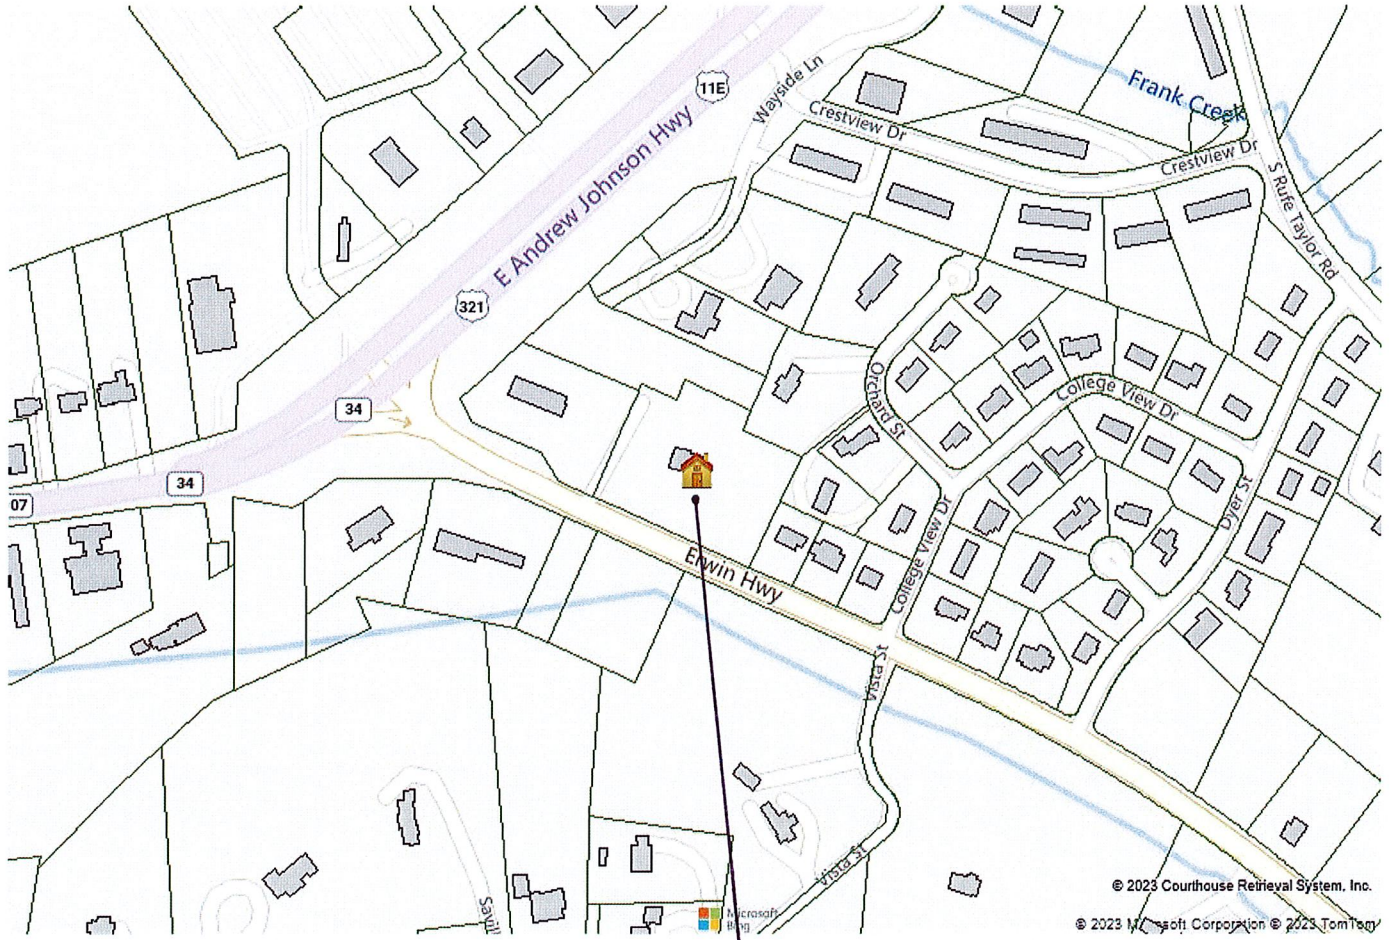 11E
Wayside Ln
Frank Creek
Crestview Dr
Crestview Dr
S Rufe Taylor Rd
E Andrew Johnson Hwy
321
34
34
07
Orchard St
College View Dr
College View Dr
Dyer St
Erwin Hwy
Vista St
Vista St
Microsoft
Bing
© 2023 Courthouse Retrieval System, Inc.
© 2023 Microsoft Corporation © 2023 TomTom